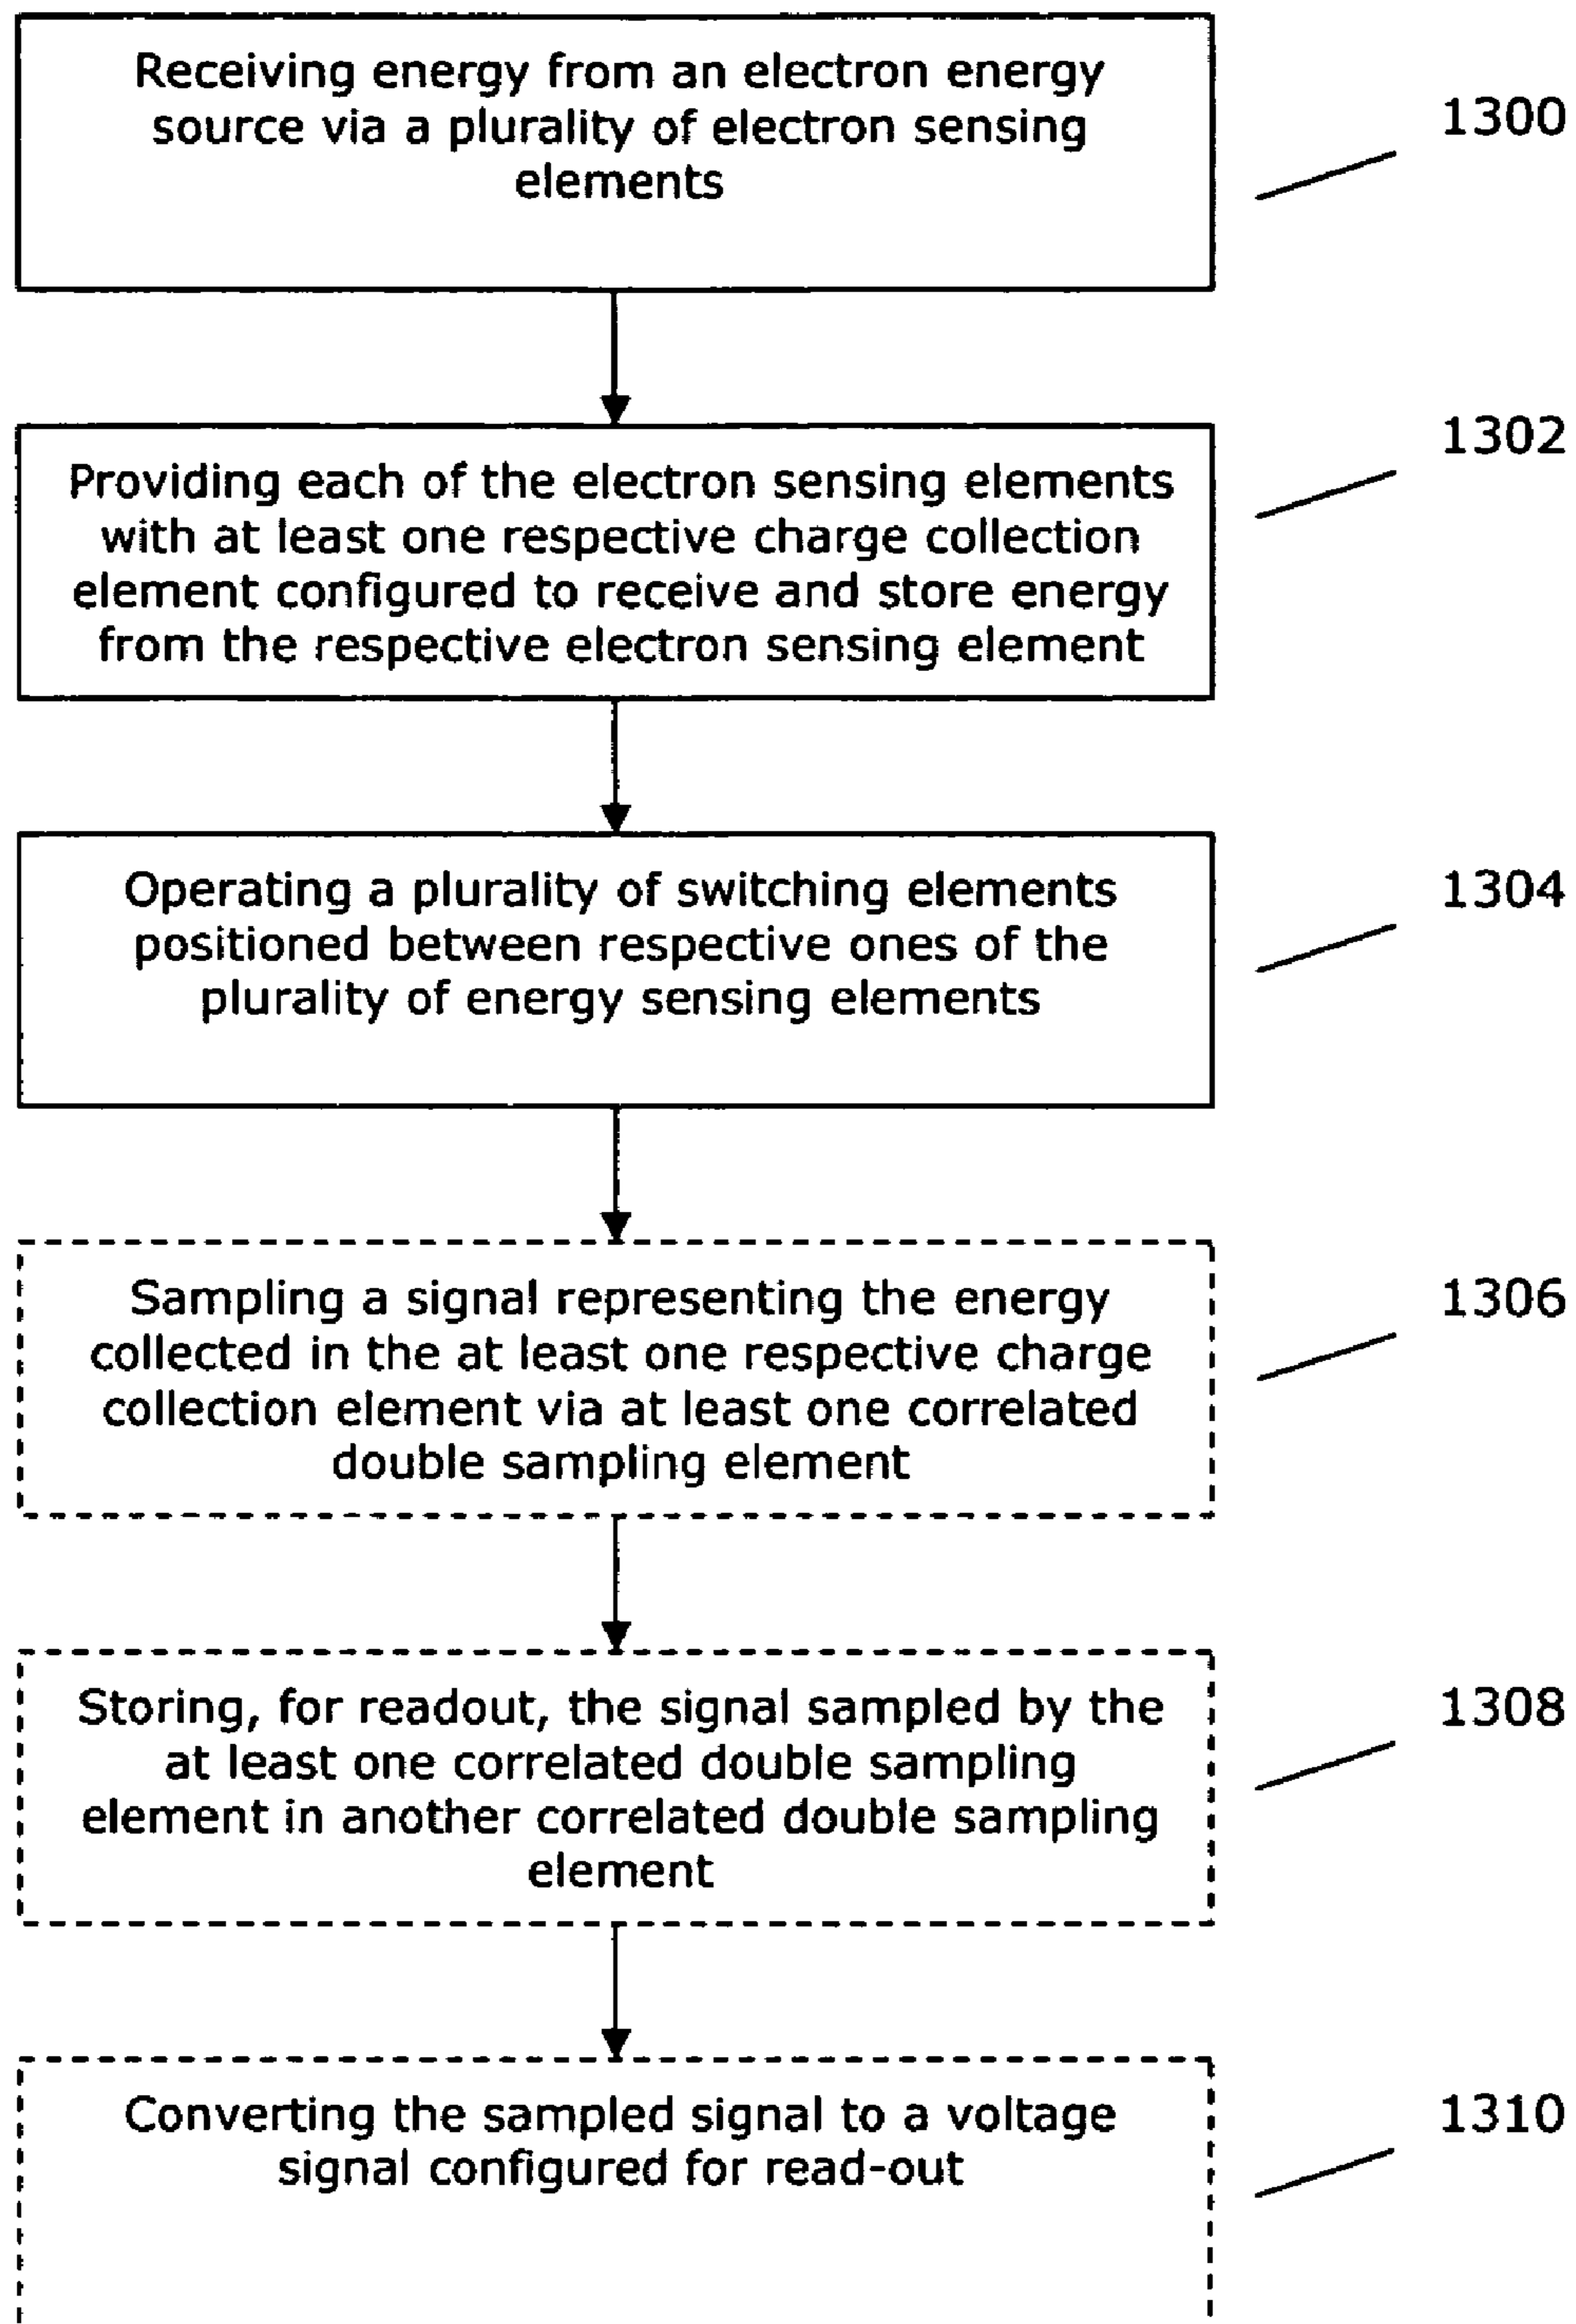 Receiving energy from an electron energy
source via a plurality of electron sensing
elements
1300
Providing each of the electron sensing elements
with at least one respective charge collection
element configured to receive and store energy
from the respective electron sensing element
1302
Operating a plurality of switching elements
positioned between respective ones of the
plurality of energy sensing elements
1304
Sampling a signal representing the energy
collected in the at least one respective charge
collection element via at least one correlated
double sampling element
1306
Storing, for readout, the signal sampled by the
at least one correlated double sampling
element in another correlated double sampling
element
1308
Converting the sampled signal to a voltage
signal configured for read-out
1310